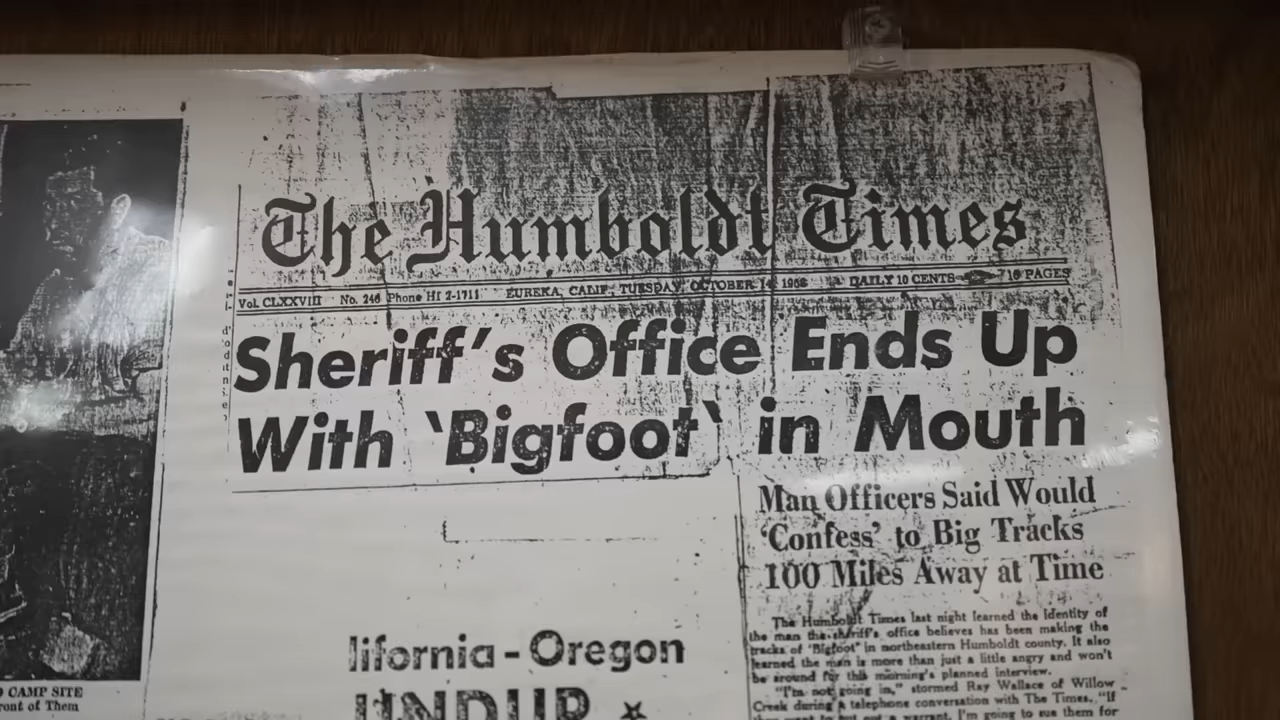 The Humboldt Times
Vol. CLXXVIII No. 246 Phone HI 2-1711 EUREKA, CALIF., TUESDAY, OCTOBER 14 1958 DAILY 10 CENTS 16 PAGES
Sheriff's Office Ends Up
With 'Bigfoot' in Mouth
Man Officers Said Would
'Confess' to Big Tracks
100 Miles Away at Time
The Humboldt Times last night learned the identity of
the man the sheriff's office believes has been making the
tracks of "Bigfoot" in northeastern Humboldt county. It also
learned the man is more than just a little angry and won't
be around for this morning's planned interview.
"I'm not going in," stormed Ray Wallace of Willow
Creek during a telephone conversation with The Times. "If
they want to put out a warrant, I'm going to sue them for
lifornia - Oregon
UNDUP
CAMP SITE
ront of Them